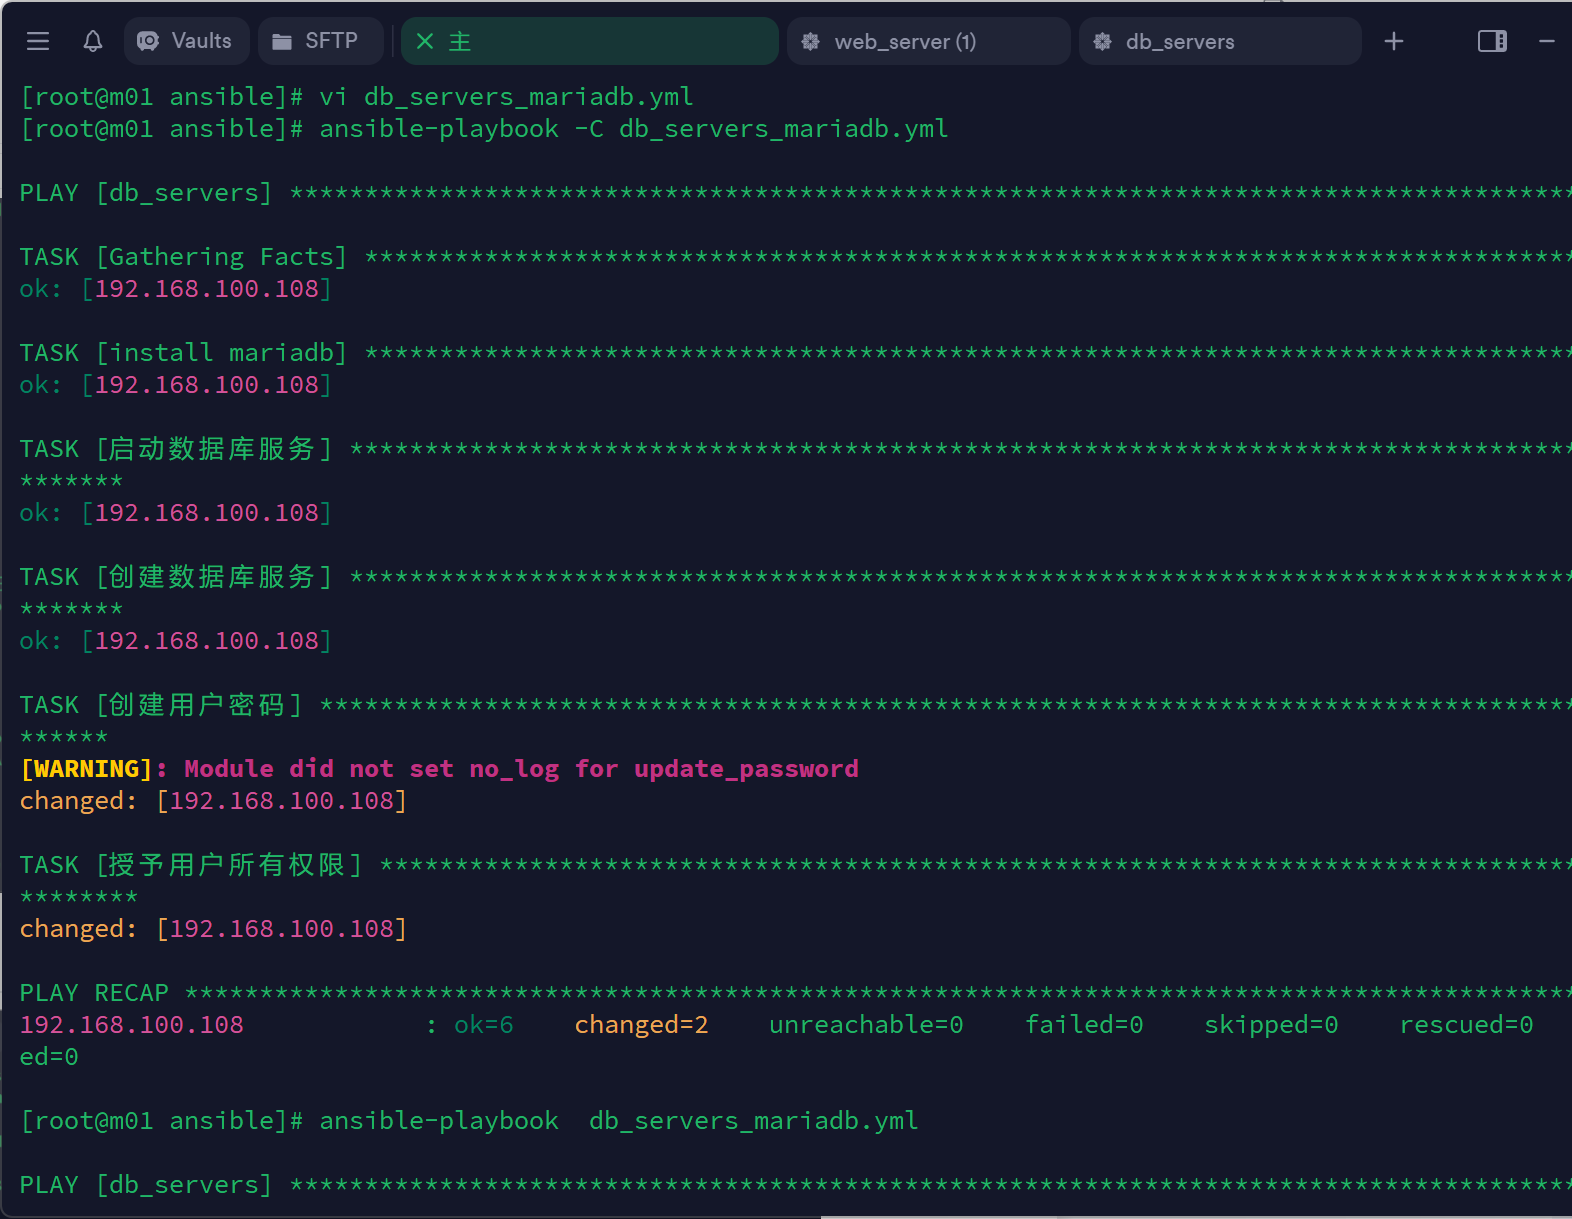 Vaults SFTP 主 web_server (1) db_servers
[root@m01 ansible]# vi db_servers_mariadb.yml
[root@m01 ansible]# ansible-playbook -C db_servers_mariadb.yml
PLAY [db_servers] **************************************************************************************
TASK [Gathering Facts] *********************************************************************************
ok: [192.168.100.108]
TASK [install mariadb] *********************************************************************************
ok: [192.168.100.108]
TASK [启动数据库服务] **********************************************************************************
*******
ok: [192.168.100.108]
TASK [创建数据库服务] **********************************************************************************
*******
ok: [192.168.100.108]
TASK [创建用户密码] ************************************************************************************
******
[WARNING]: Module did not set no_log for update_password
changed: [192.168.100.108]
TASK [授予用户所有权限] ********************************************************************************
********
changed: [192.168.100.108]
PLAY RECAP *********************************************************************************************
192.168.100.108 : ok=6 changed=2 unreachable=0 failed=0 skipped=0 rescued=0
ed=0
[root@m01 ansible]# ansible-playbook  db_servers_mariadb.yml
PLAY [db_servers] **************************************************************************************